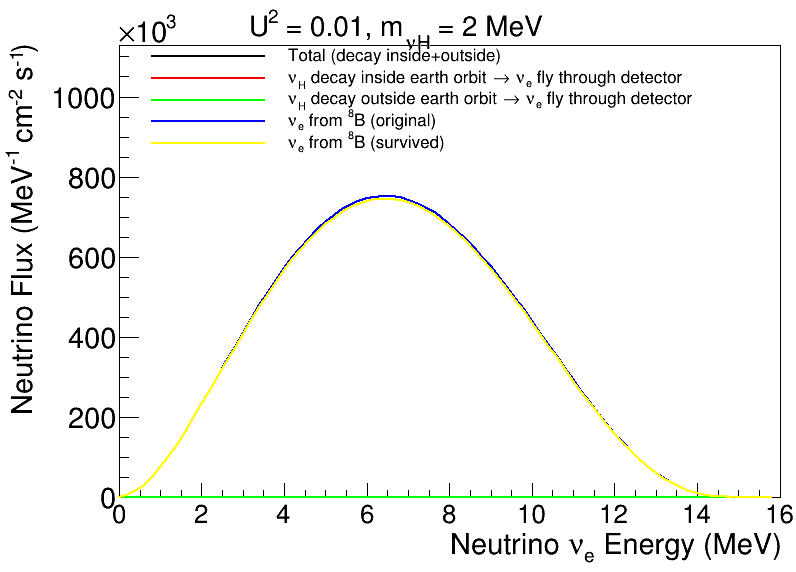 ×10³
U² = 0.01, m_νH = 2 MeV
Total (decay inside+outside)
ν_H decay inside earth orbit → ν_e fly through detector
ν_H decay outside earth orbit → ν_e fly through detector
ν_e from ⁸B (original)
ν_e from ⁸B (survived)
Neutrino Flux (MeV⁻¹ cm⁻² s⁻¹)
1000
800
600
400
200
0
0 2 4 6 8 10 12 14 16
Neutrino ν_e Energy (MeV)